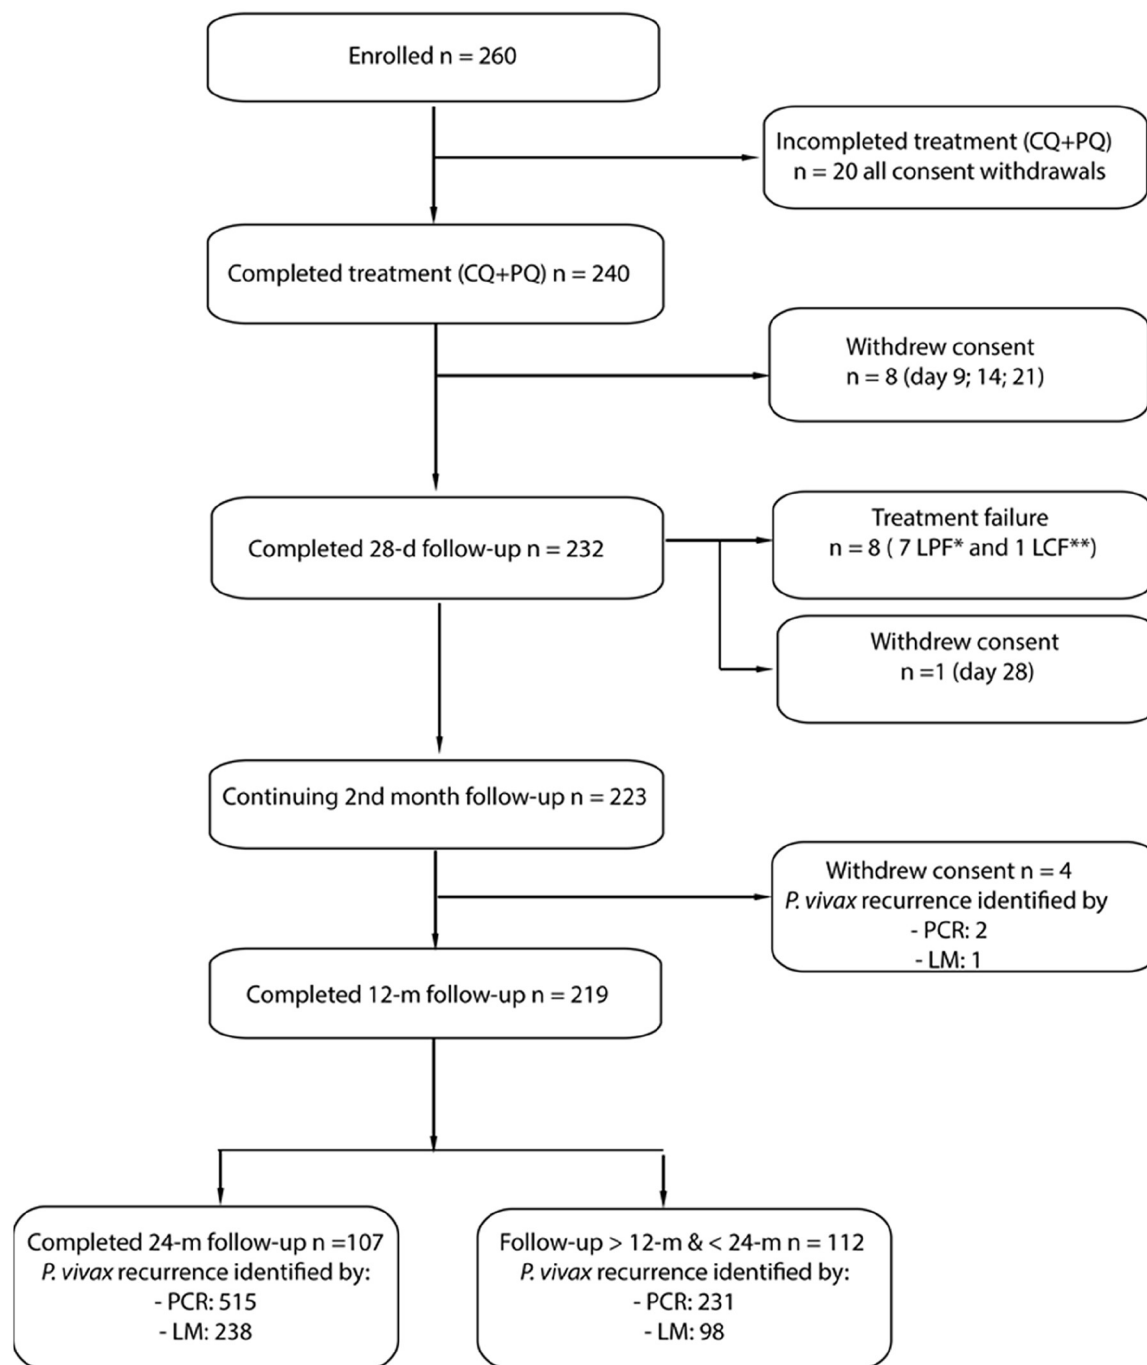 Enrolled n = 260
Incompleted treatment (CQ+PQ)
n = 20 all consent withdrawals
Completed treatment (CQ+PQ) n = 240
Withdrew consent
n = 8 (day 9; 14; 21)
Completed 28-d follow-up n = 232
Treatment failure
n = 8 ( 7 LPF* and 1 LCF**)
Withdrew consent
n =1 (day 28)
Continuing 2nd month follow-up n = 223
Withdrew consent n = 4
P. vivax recurrence identified by
- PCR: 2
- LM: 1
Completed 12-m follow-up n = 219
Completed 24-m follow-up n =107
P. vivax recurrence identified by:
- PCR: 515
- LM: 238
Follow-up > 12-m & < 24-m n = 112
P. vivax recurrence identified by:
- PCR: 231
- LM: 98